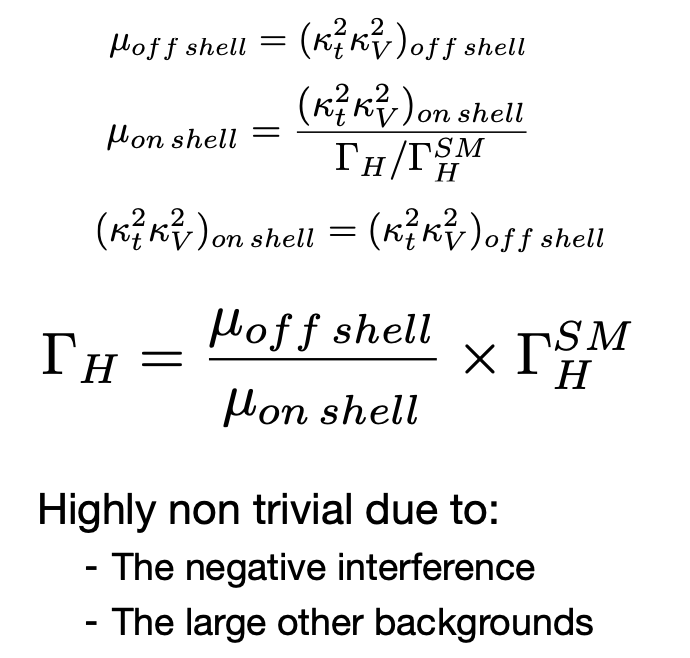 μ_{off shell} = (κ_t^2 κ_V^2)_{off shell}
μ_{on shell} = \frac{(κ_t^2 κ_V^2)_{on shell}}{Γ_H/Γ_H^{SM}}
(κ_t^2 κ_V^2)_{on shell} = (κ_t^2 κ_V^2)_{off shell}
Γ_H = \frac{μ_{off shell}}{μ_{on shell}} × Γ_H^{SM}
Highly non trivial due to:
- The negative interference
- The large other backgrounds